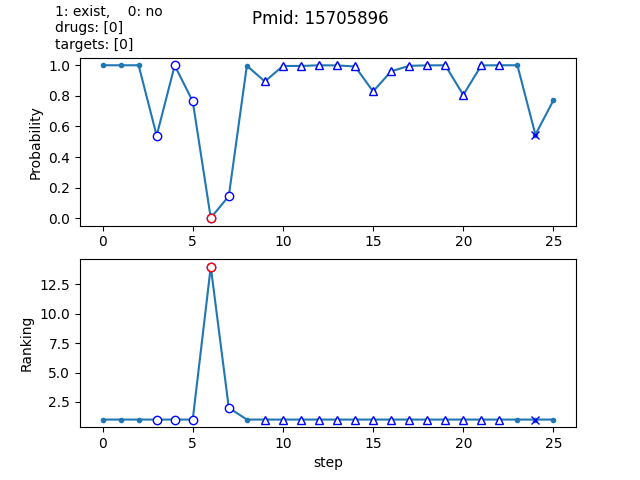 1: exist,    0: no
Pmid: 15705896
drugs: [0]
targets: [0]
1.0
0.8
0.6
0.4
0.2
0.0
Probability
0 5 10 15 20 25
12.5
10.0
7.5
5.0
2.5
Ranking
0 5 10 15 20 25
step